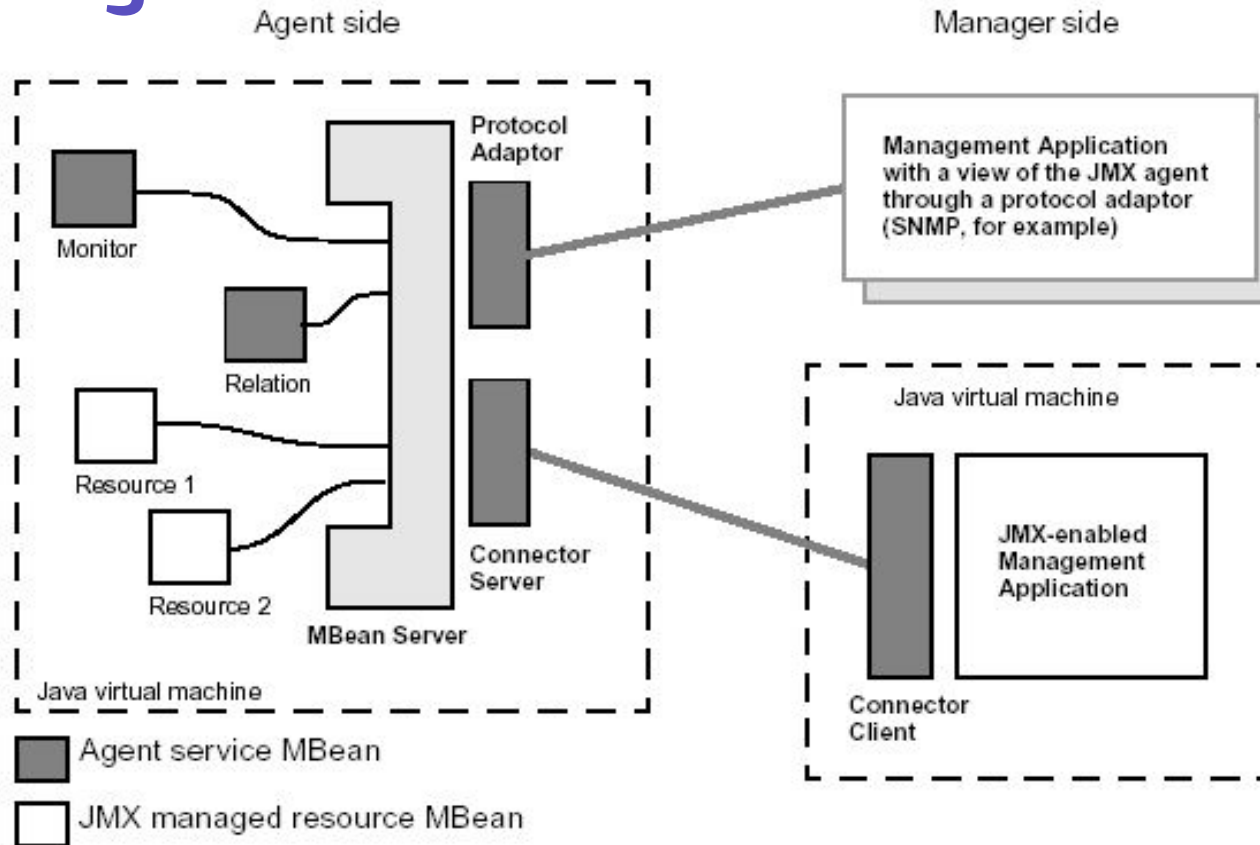 Agent side
Manager side
Protocol
Adaptor
Monitor
Relation
Resource 1
Resource 2
MBean Server
Connector
Server
Java virtual machine
Management Application
with a view of the JMX agent
through a protocol adaptor
(SNMP, for example)
Java virtual machine
JMX-enabled
Management
Application
Connector
Client
Agent service MBean
JMX managed resource MBean